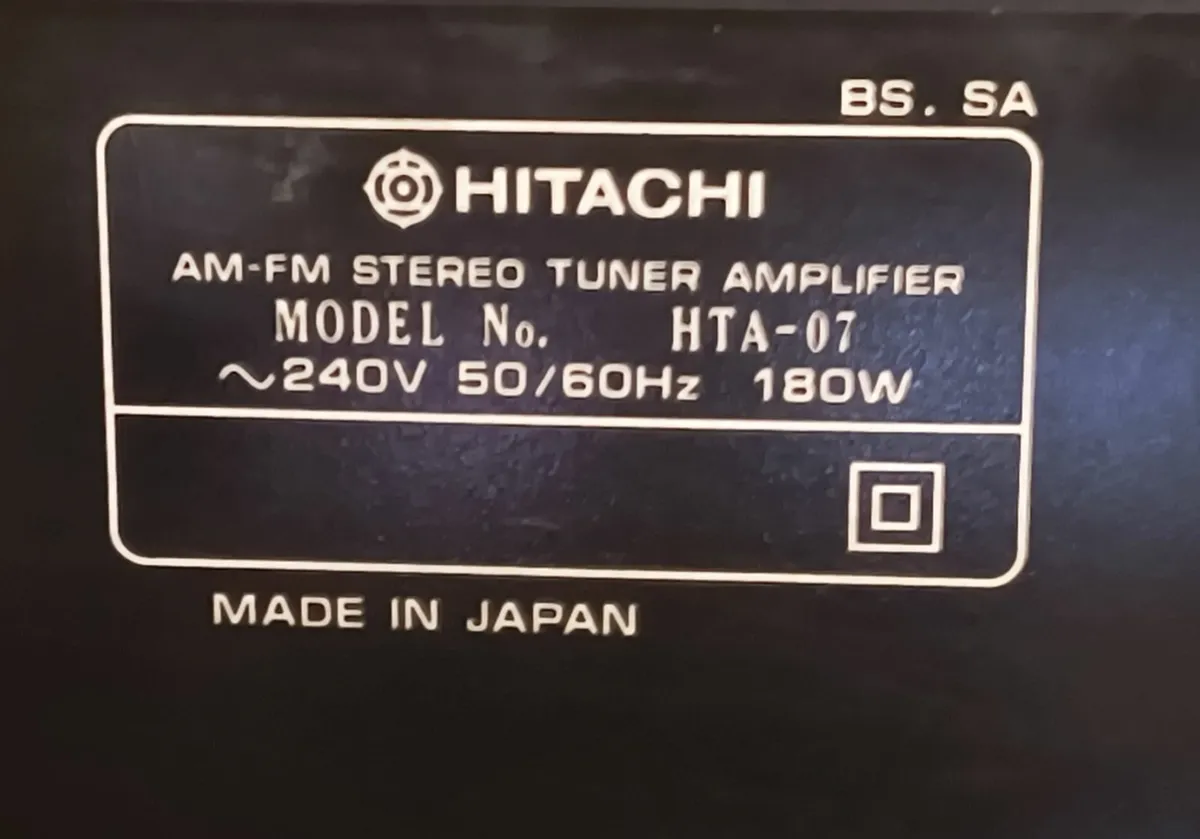 BS. SA
HITACHI
AM-FM STEREO TUNER AMPLIFIER
MODEL No. HTA-07
~240V 50/60Hz 180W
MADE IN JAPAN